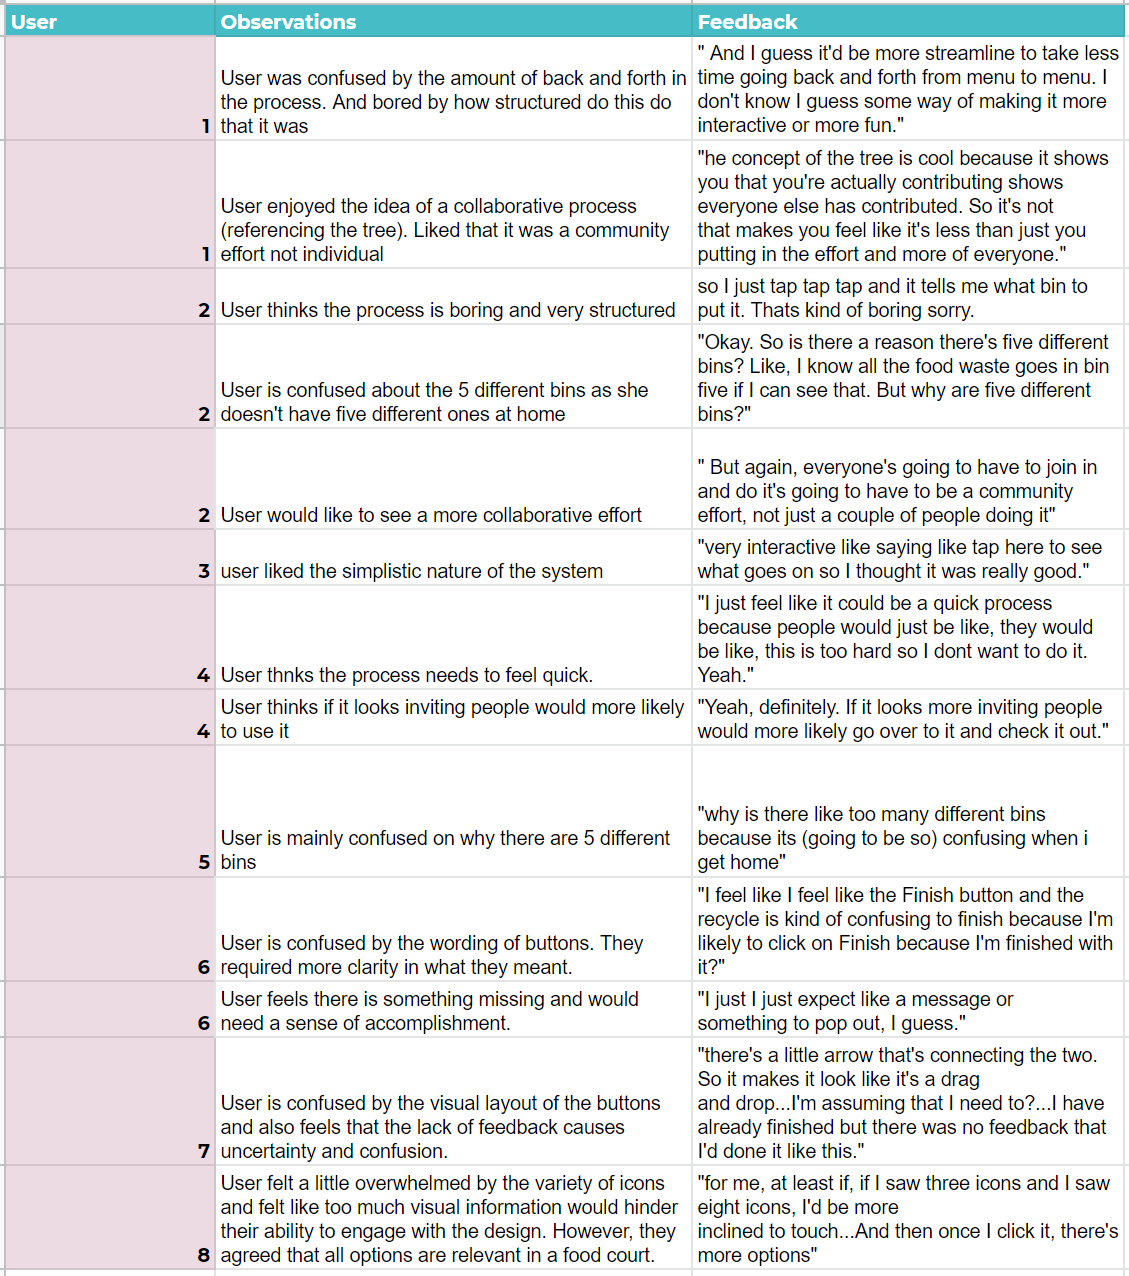 User Observations Feedback
" And I guess it'd be more streamline to take less
time going back and forth from menu to menu. I
don't know I guess some way of making it more
interactive or more fun."
User was confused by the amount of back and forth in
the process. And bored by how structured do this do
1 that it was
"he concept of the tree is cool because it shows
you that you're actually contributing shows
everyone else has contributed. So it's not
that makes you feel like it's less than just you
putting in the effort and more of everyone."
User enjoyed the idea of a collaborative process
(referencing the tree). Liked that it was a community
1 effort not individual
so I just tap tap tap and it tells me what bin to
put it. Thats kind of boring sorry.
2 User thinks the process is boring and very structured
"Okay. So is there a reason there's five different
bins? Like, I know all the food waste goes in bin
five if I can see that. But why are five different
bins?"
User is confused about the 5 different bins as she
2 doesn't have five different ones at home
" But again, everyone's going to have to join in
and do it's going to have to be a community
effort, not just a couple of people doing it"
2 User would like to see a more collaborative effort
"very interactive like saying like tap here to see
what goes on so I thought it was really good."
3 user liked the simplistic nature of the system
"I just feel like it could be a quick process
because people would just be like, they would
be like, this is too hard so I dont want to do it.
Yeah."
4 User thnks the process needs to feel quick.
User thinks if it looks inviting people would more likely
4 to use it
"Yeah, definitely. If it looks more inviting people
would more likely go over to it and check it out."
"why is there like too many different bins
because its (going to be so) confusing when i
get home"
User is mainly confused on why there are 5 different
5 bins
"I feel like I feel like the Finish button and the
recycle is kind of confusing to finish because I'm
likely to click on Finish because I'm finished with
it?"
User is confused by the wording of buttons. They
6 required more clarity in what they meant.
User feels there is something missing and would
6 need a sense of accomplishment.
"I just I just expect like a message or
something to pop out, I guess."
"there's a little arrow that's connecting the two.
So it makes it look like it's a drag
and drop...I'm assuming that I need to?...I have
already finished but there was no feedback that
I'd done it like this."
User is confused by the visual layout of the buttons
and also feels that the lack of feedback causes
7 uncertainty and confusion.
User felt a little overwhelmed by the variety of icons
and felt like too much visual information would hinder
their ability to engage with the design. However, they
8 agreed that all options are relevant in a food court.
"for me, at least if, if I saw three icons and I saw
eight icons, I'd be more
inclined to touch...And then once I click it, there's
more options"